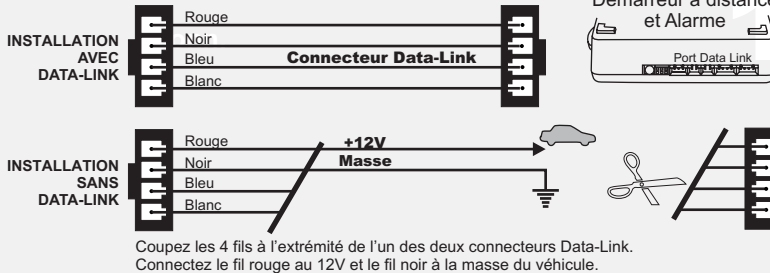 Démarreur à distance
et Alarme
Port Data Link
INSTALLATION
AVEC
DATA-LINK
Rouge
Noir
Bleu
Blanc
Connecteur Data-Link
INSTALLATION
SANS
DATA-LINK
Rouge
Noir
Bleu
Blanc
+12V
Masse
Coupez les 4 fils à l’extrémité de l’un des deux connecteurs Data-Link.
Connectez le fil rouge au 12V et le fil noir à la masse du véhicule.